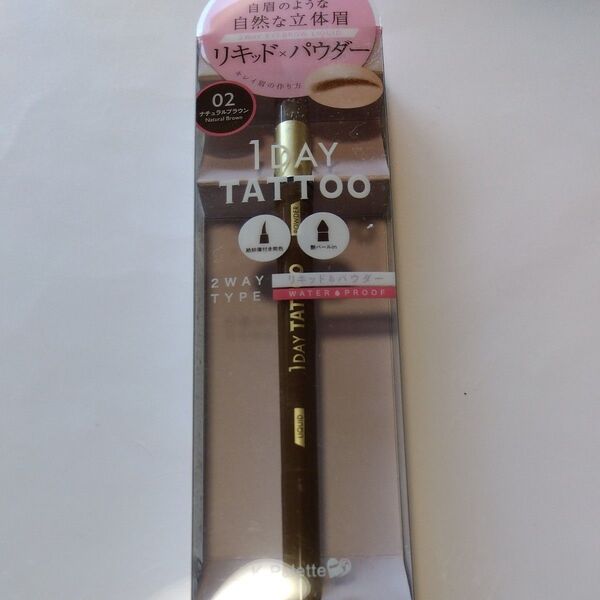 自眉のような
自然な立体眉
リキッド×パウダー
キレイ眉の作り方
02
ナチュラルブラウン
Natural Brown
1DAY
TATTOO
POWDER
2WAY
TYPE
リキッド&パウダー
WATER PROOF
1DAY TATTOO
LIQUID
Palette